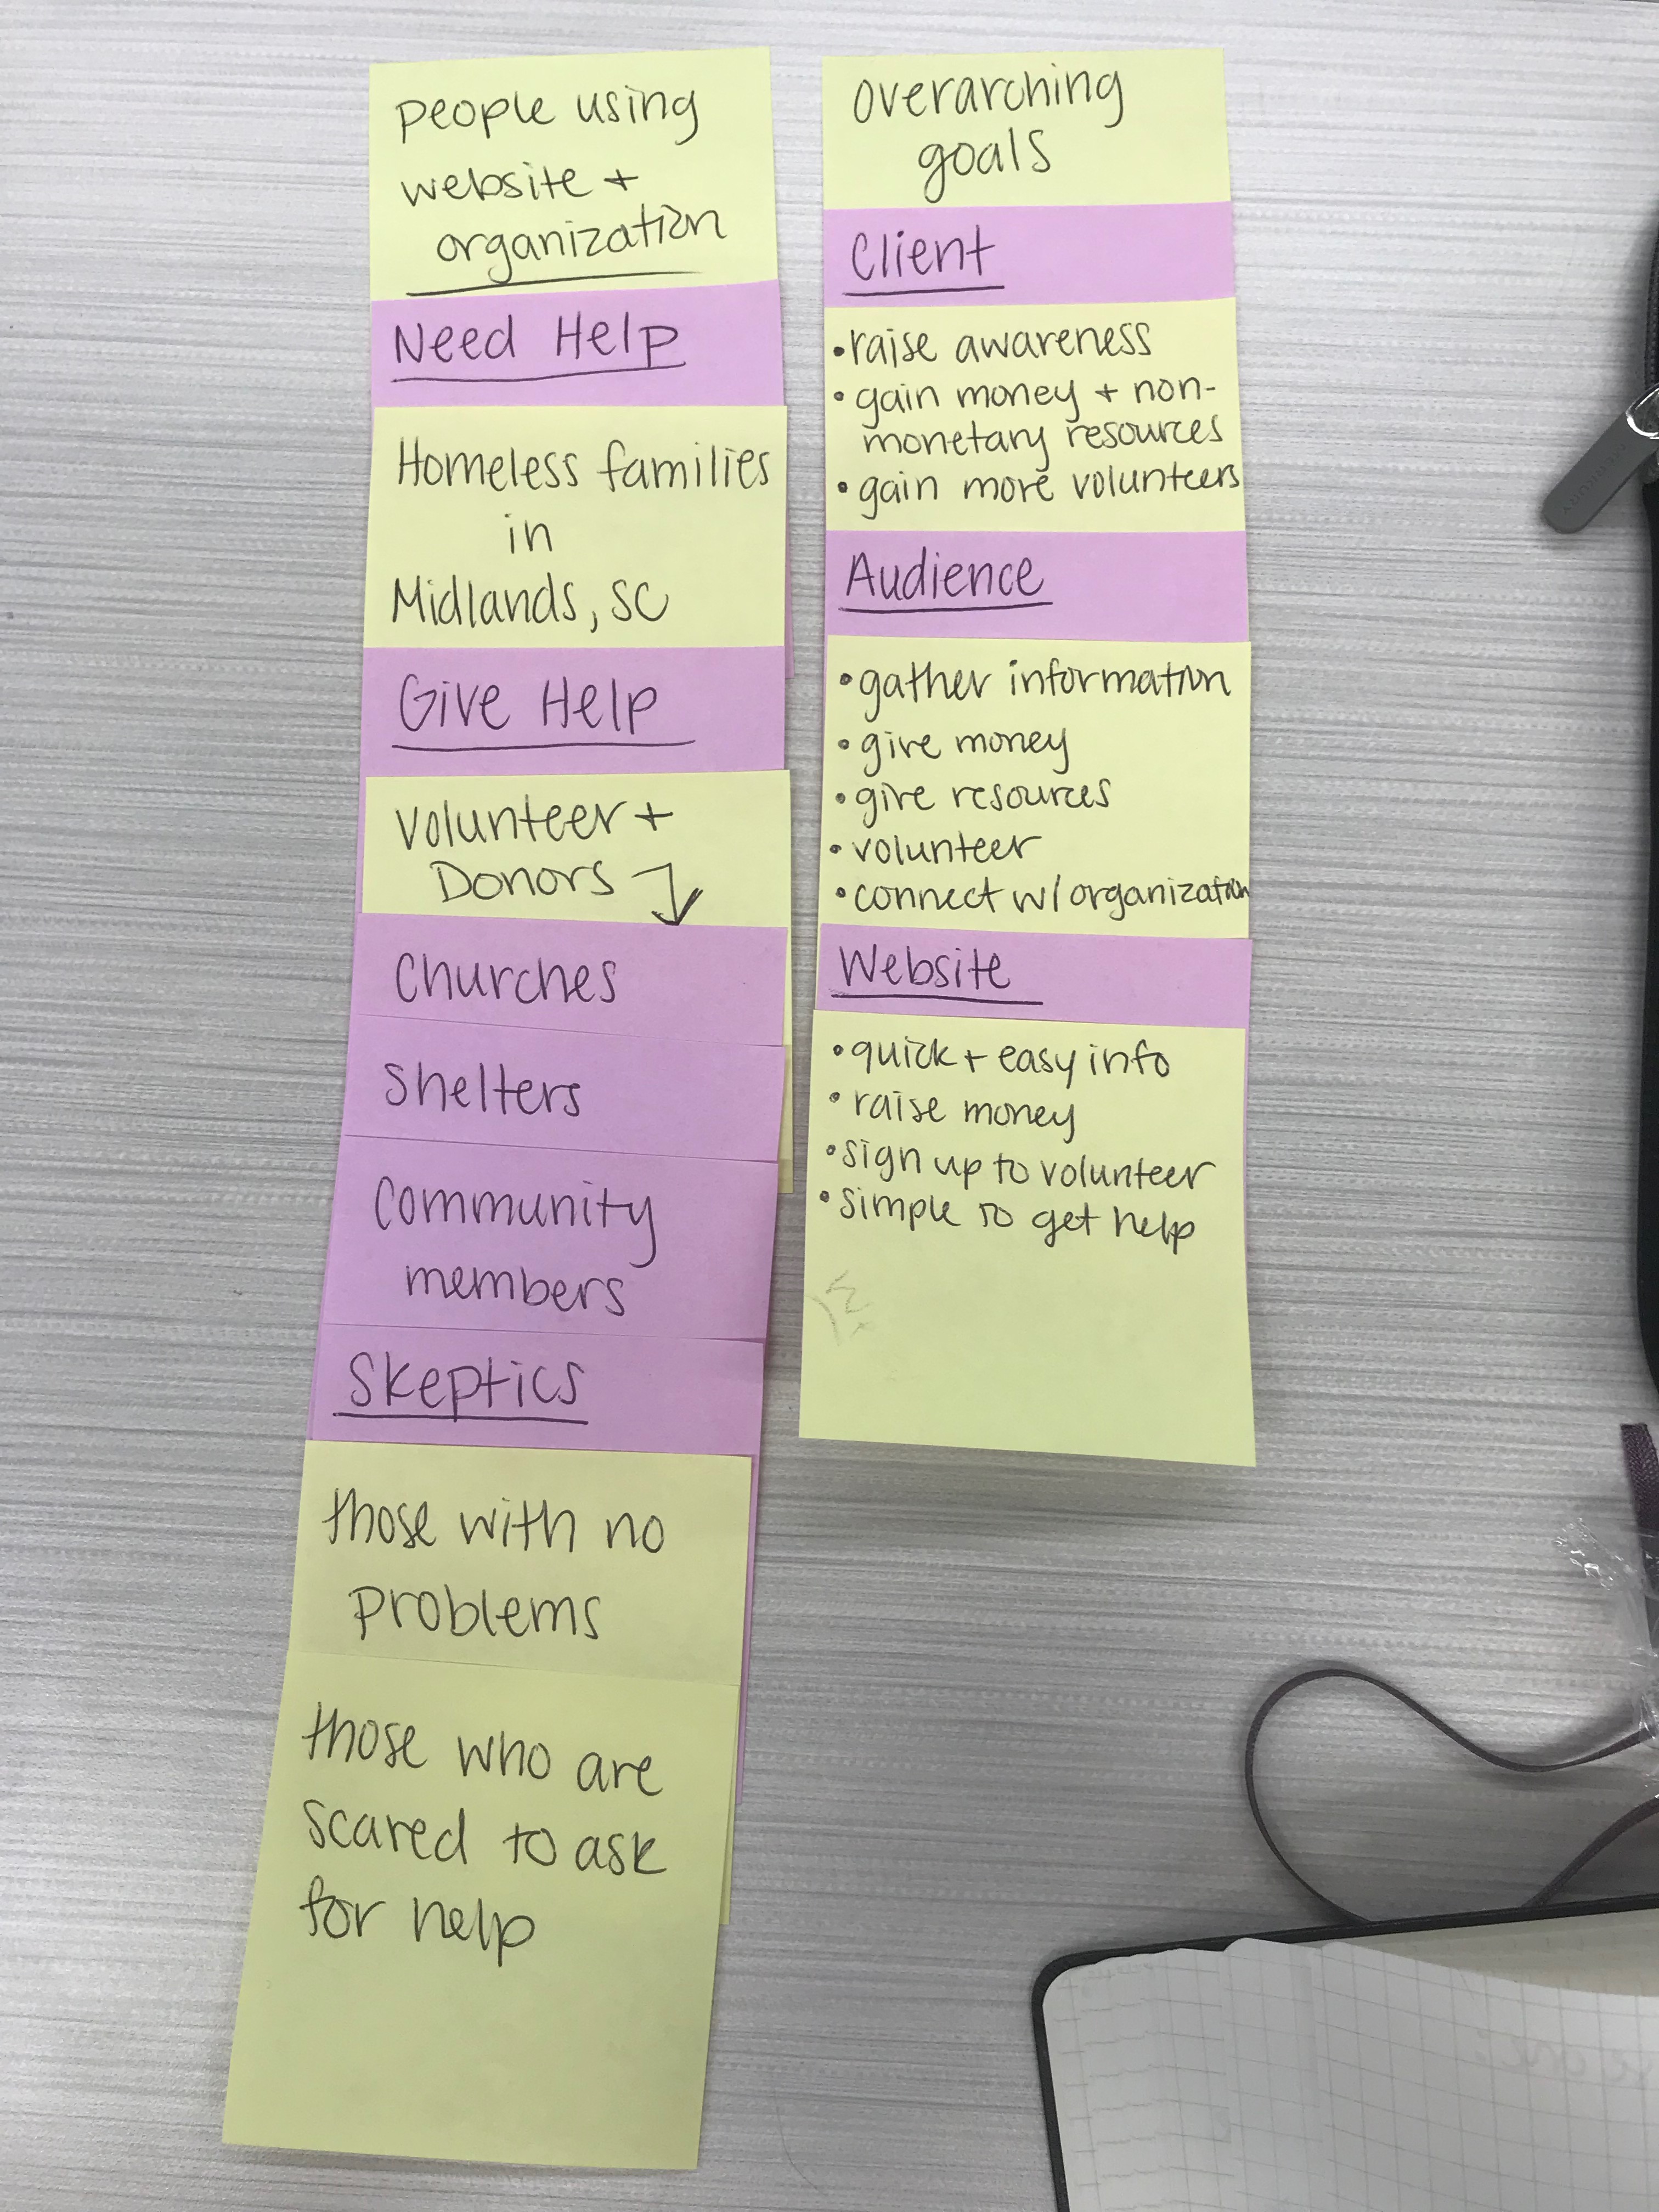 people using
website +
organization
Need Help
Homeless families
in
Midlands, SC
Give Help
Volunteer +
Donors
Churches
Shelters
Community
members
Skeptics
those with no
problems
those who are
scared to ask
for help
overarching
goals
Client
• raise awareness
• gain money + non-
monetary resources
• gain more volunteers
Audience
• gather information
• give money
• give resources
• volunteer
• connect w/ organization
Website
• quick + easy info
• raise money
• sign up to volunteer
• simple to get help